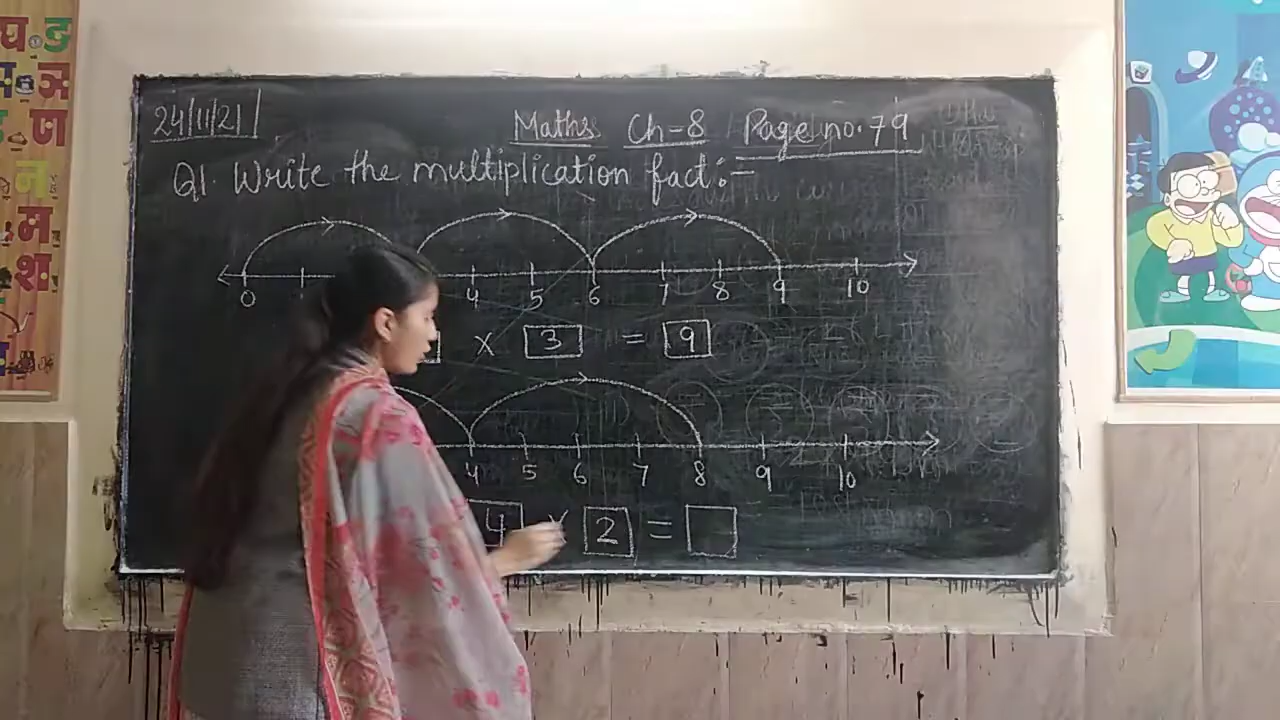 24/11/21
Maths Ch-8 Page no. 79
Q1. Write the multiplication fact:-
0 4 5 6 7 8 9 10
x 3 = 9
4 5 6 7 8 9 10
4 x 2 =
घ ङ
ञ
ण
न
म
श